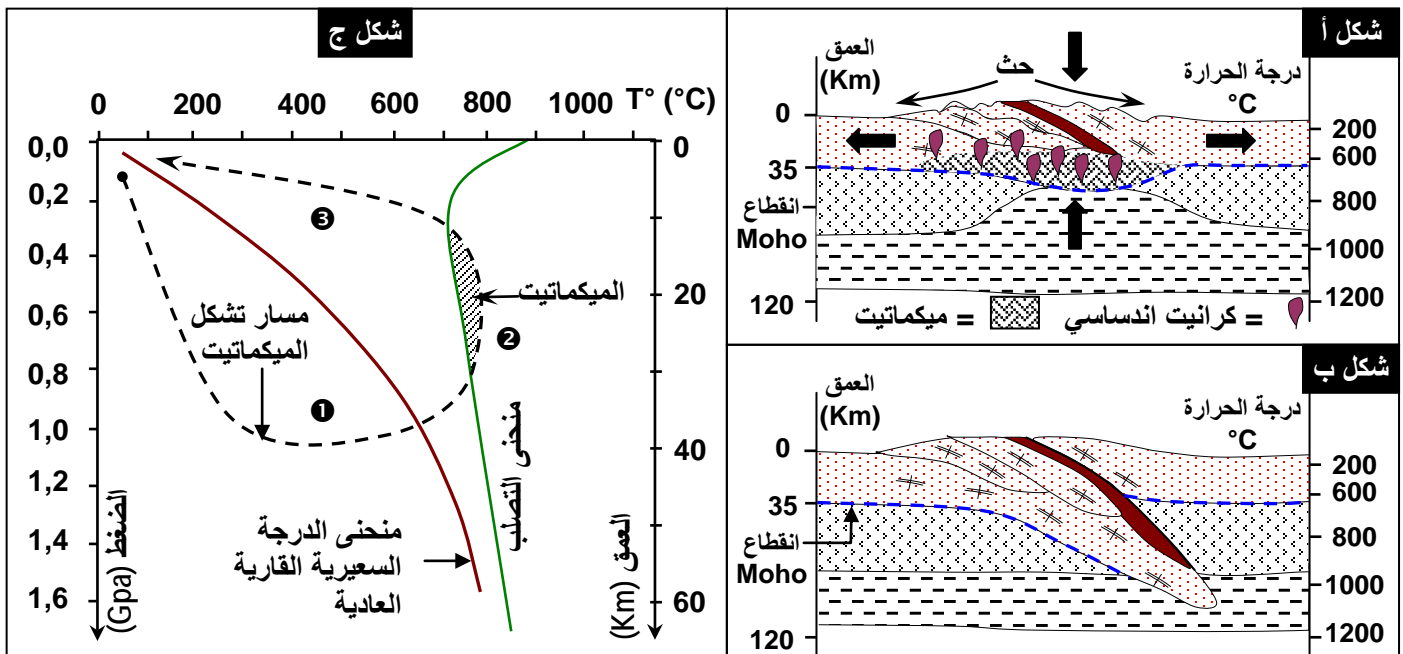 شكل أ
العمق
(Km)
درجة الحرارة
°C
حث
0
35
انقطاع
Moho
120
200
600
800
1000
1200
= كرانيت اندساسي
= ميكماتيت
شكل ب
العمق
(Km)
درجة الحرارة
°C
0
35
انقطاع
Moho
120
200
600
800
1000
1200
شكل ج
0 200 400 600 800 1000 T° (°C)
0,0
0,2
0,4
0,6
0,8
1,0
1,2
1,4
1,6
الضغط (Gpa)
0
20
40
60
العمق (Km)
❸
الميكماتيت
❷
مسار تشكل
الميكماتيت
❶
منحنى التصلب
منحنى الدرجة
السعيرية القارية
العادية